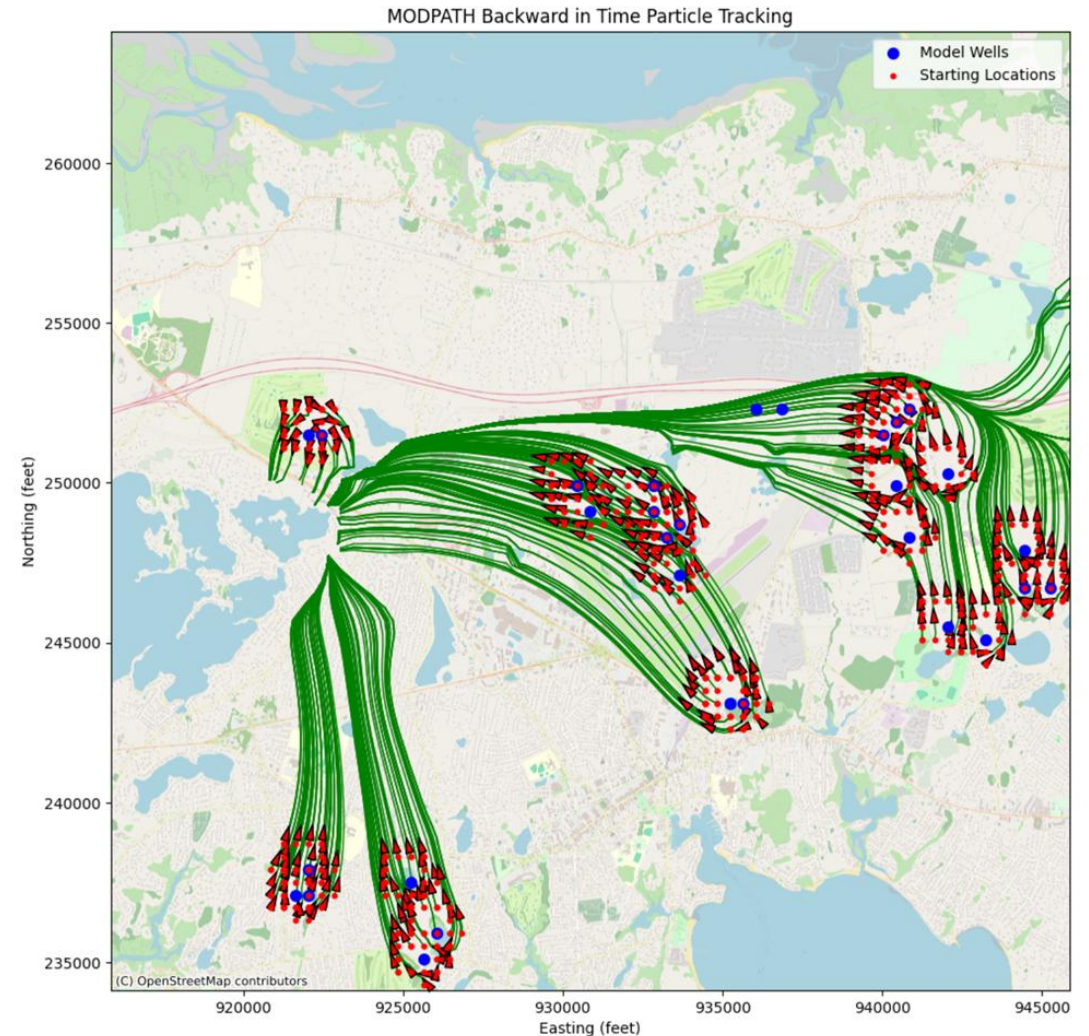 MODPATH Backward in Time Particle Tracking
Model Wells
Starting Locations
Northing (feet)
260000
255000
250000
245000
240000
235000
(C) OpenStreetMap contributors
920000 925000 930000 935000 940000 945000
Easting (feet)